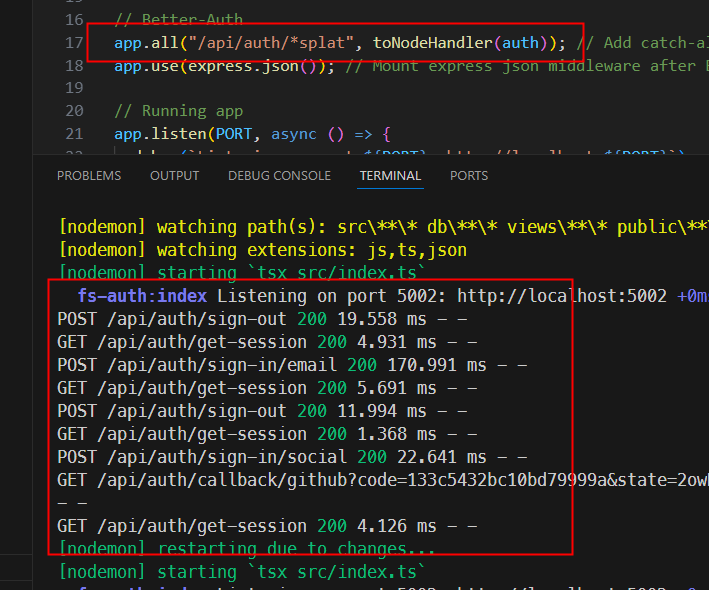 16 // Better-Auth
17 app.all("/api/auth/*splat", toNodeHandler(auth)); // Add catch-al
18 app.use(express.json()); // Mount express json middleware after B
19
20 // Running app
21 app.listen(PORT, async () => {
PROBLEMS OUTPUT DEBUG CONSOLE TERMINAL PORTS
[nodemon] watching path(s): src\**\* db\**\* views\**\* public\**\
[nodemon] watching extensions: js,ts,json
[nodemon] starting `tsx src/index.ts`
fs-auth:index Listening on port 5002: http://localhost:5002 +0ms
POST /api/auth/sign-out 200 19.558 ms - -
GET /api/auth/get-session 200 4.931 ms - -
POST /api/auth/sign-in/email 200 170.991 ms - -
GET /api/auth/get-session 200 5.691 ms - -
POST /api/auth/sign-out 200 11.994 ms - -
GET /api/auth/get-session 200 1.368 ms - -
POST /api/auth/sign-in/social 200 22.641 ms - -
GET /api/auth/callback/github?code=133c5432bc10bd79999a&state=2owh
- -
GET /api/auth/get-session 200 4.126 ms - -
[nodemon] restarting due to changes...
[nodemon] starting `tsx src/index.ts`